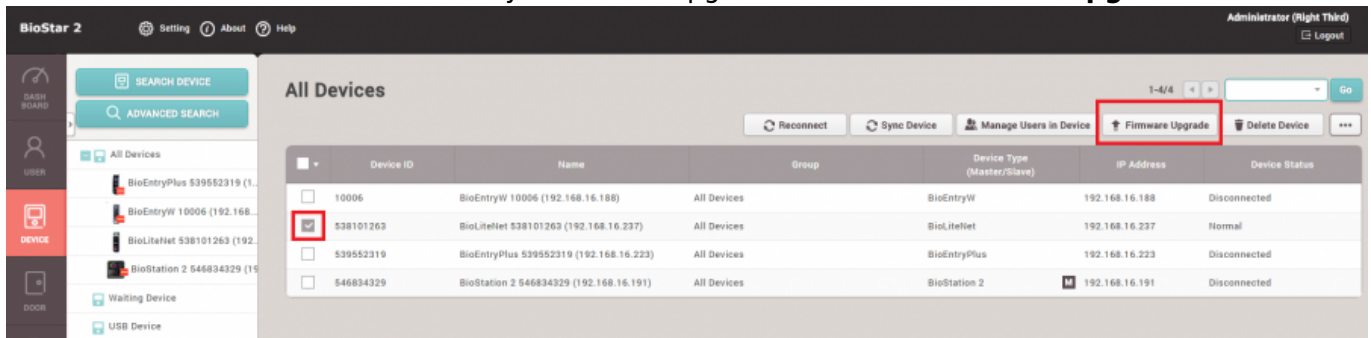 BioStar 2 Setting About Help Administrator (Right Third)
Logout
DASH
BOARD
USER
DEVICE
DOOR
SEARCH DEVICE
ADVANCED SEARCH
All Devices
BioEntryPlus 539552319 (1..
BioEntryW 10006 (192.168...
BioLiteNet 538101263 (192..
BioStation 2 546834329 (19
Waiting Device
USB Device
All Devices 1-4/4 Go
Reconnect Sync Device Manage Users in Device Firmware Upgrade Delete Device ...
Device ID Name Group Device Type IP Address Device Status
(Master/Slave)
10006 BioEntryW 10006 (192.168.16.188) All Devices BioEntryW 192.168.16.188 Disconnected
538101263 BioLiteNet 538101263 (192.168.16.237) All Devices BioLiteNet 192.168.16.237 Normal
539552319 BioEntryPlus 539552319 (192.168.16.223) All Devices BioEntryPlus 192.168.16.223 Disconnected
546834329 BioStation 2 546834329 (192.168.16.191) All Devices BioStation 2 M 192.168.16.191 Disconnected